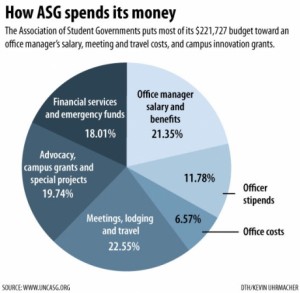 How ASG spends its money
The Association of Student Governments puts most of its $221,727 budget toward an
office manager's salary, meeting and travel costs, and campus innovation grants.
Financial services
and emergency funds
18.01%
Office manager
salary and
benefits
21.35%
11.78%
Officer
stipends
6.57%
Office costs
Meetings, lodging
and travel
22.55%
Advocacy,
campus grants and
special projects
19.74%
SOURCE: WWW.UNCASG.ORG
DTH/KEVIN UHRMACHER